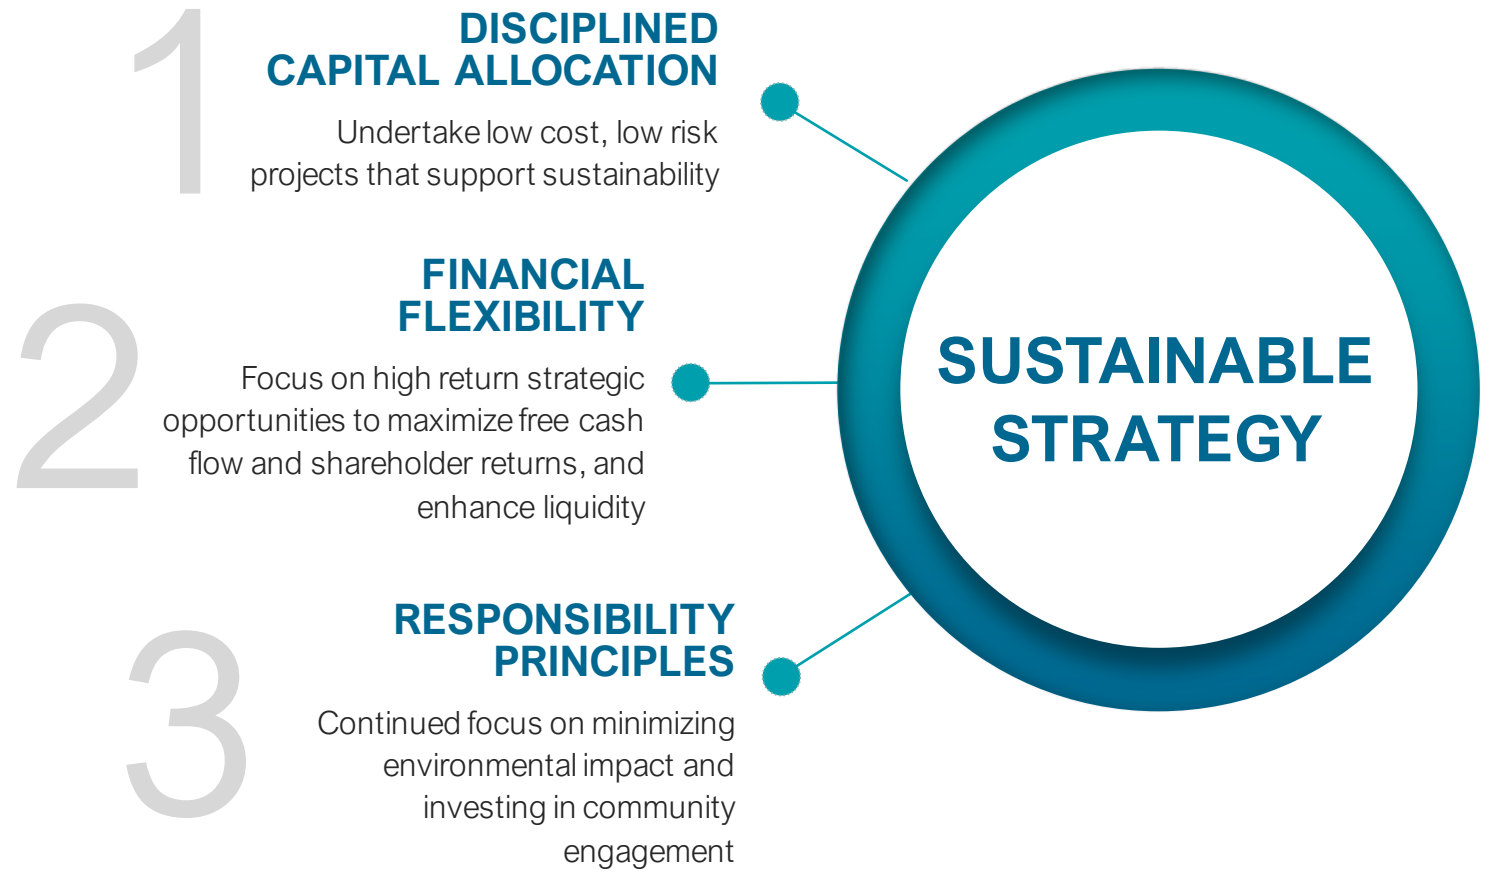 1
DISCIPLINED
CAPITAL ALLOCATION
Undertake low cost, low risk
projects that support sustainability
2
FINANCIAL
FLEXIBILITY
Focus on high return strategic
opportunities to maximize free cash
flow and shareholder returns, and
enhance liquidity
3
RESPONSIBILITY
PRINCIPLES
Continued focus on minimizing
environmental impact and
investing in community
engagement
SUSTAINABLE
STRATEGY